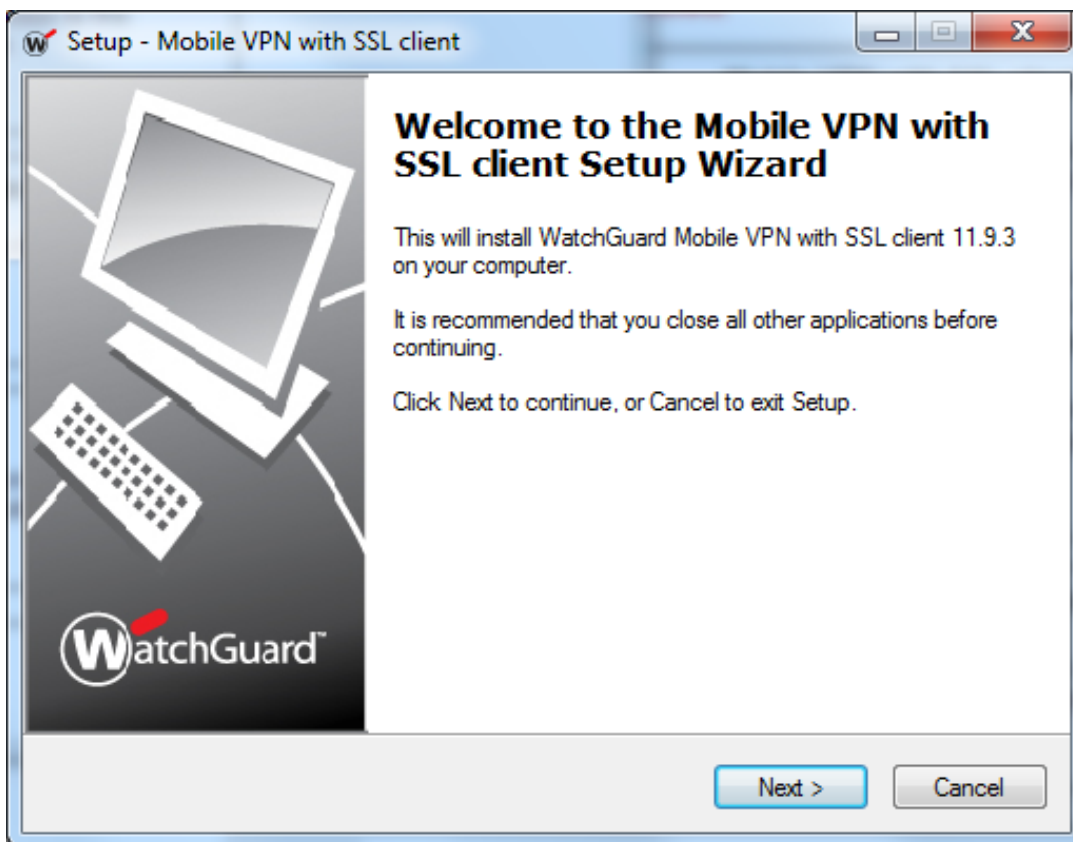 Setup - Mobile VPN with SSL client
Welcome to the Mobile VPN with
SSL client Setup Wizard
This will install WatchGuard Mobile VPN with SSL client 11.9.3
on your computer.
It is recommended that you close all other applications before
continuing.
Click Next to continue, or Cancel to exit Setup.
WatchGuard™
Next >
Cancel